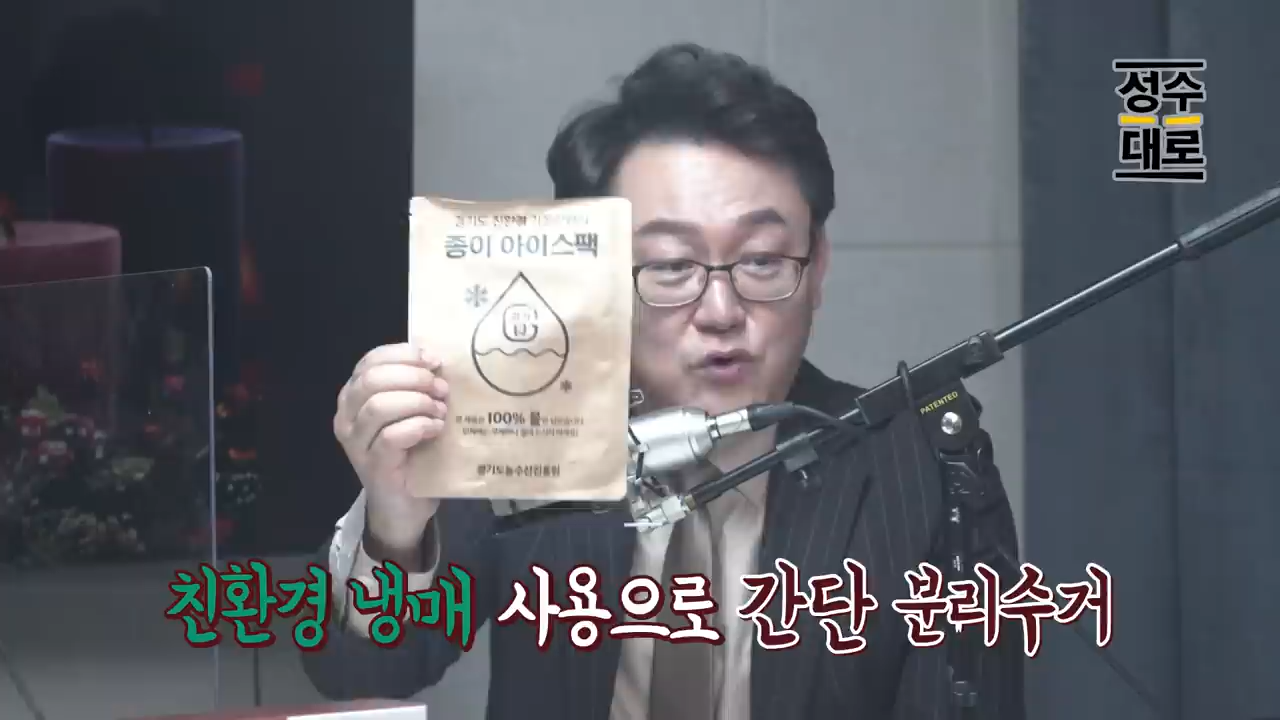 성수
대로
경기도 친환경
종이 아이스팩
100% 물
경기도농수산진흥원
PATENTED
친환경 냉매 사용으로 간단 분리수거